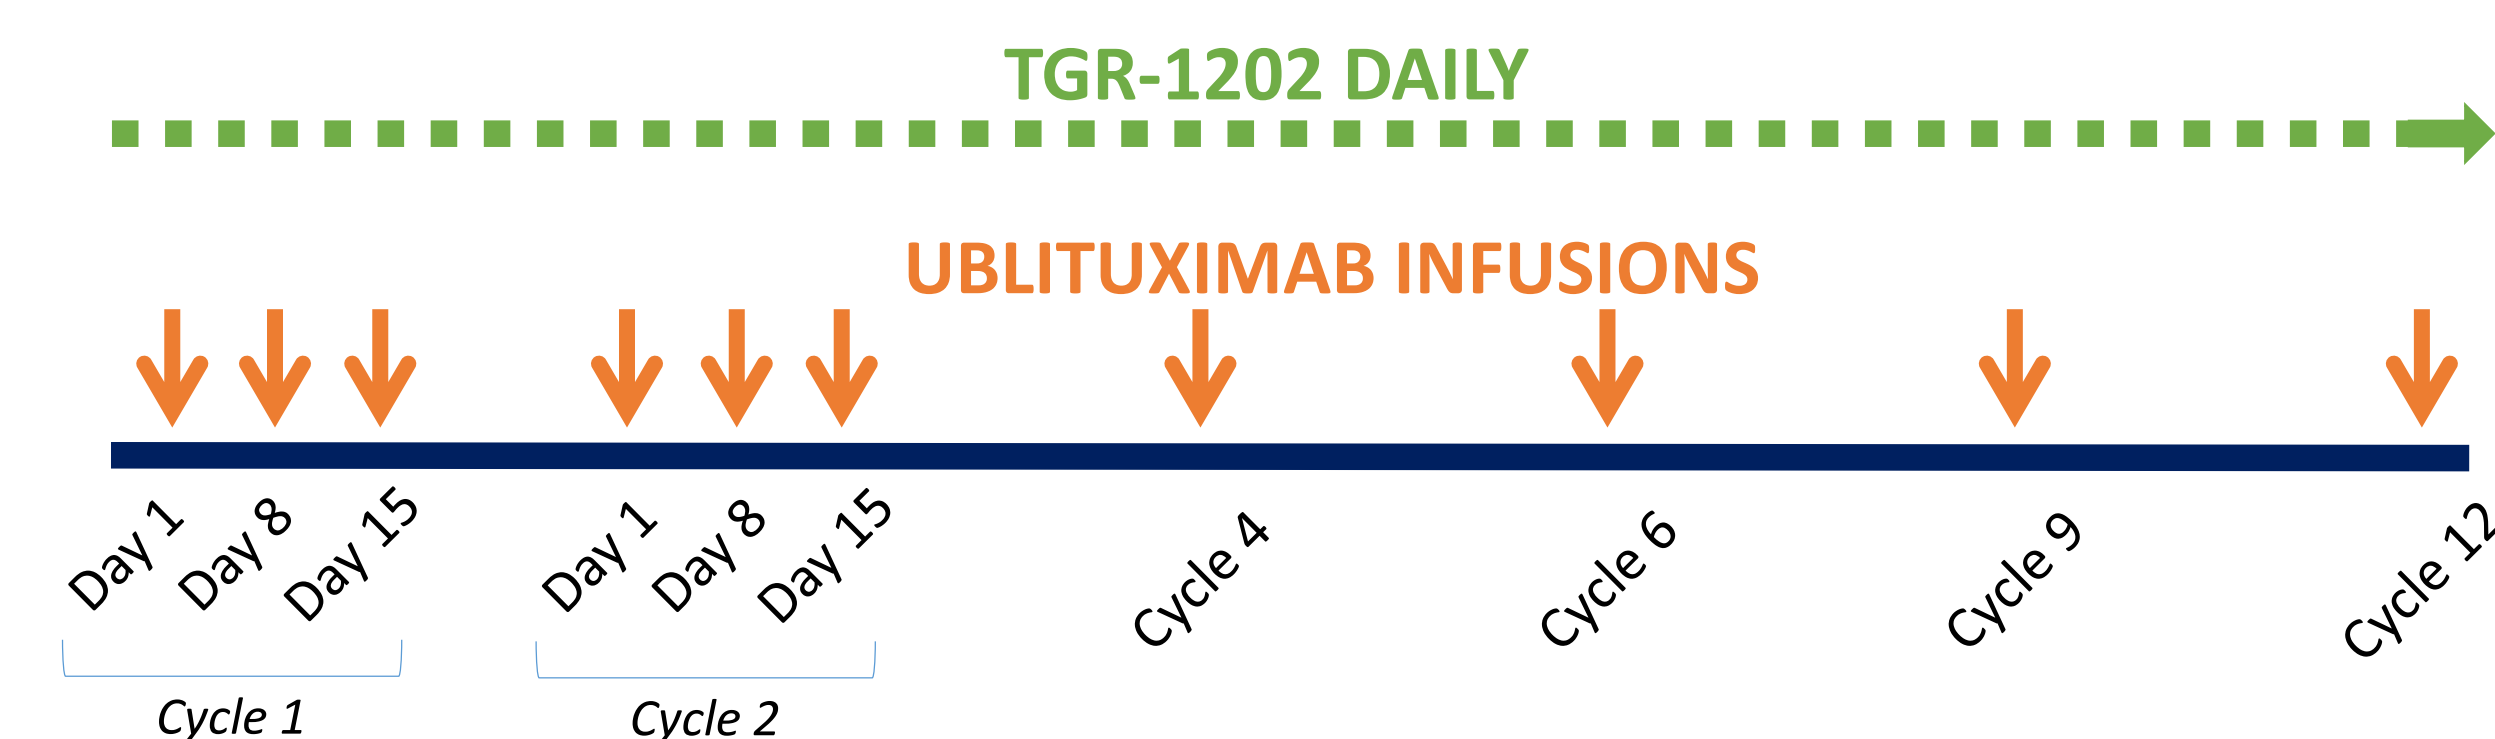 TGR-1202 DAILY
UBLITUXIMAB INFUSIONS
Day 1
Day 8
Day 15
Day 1
Day 8
Day 15
Cycle 4
Cycle 6
Cycle 9
Cycle 12
Cycle 1
Cycle 2